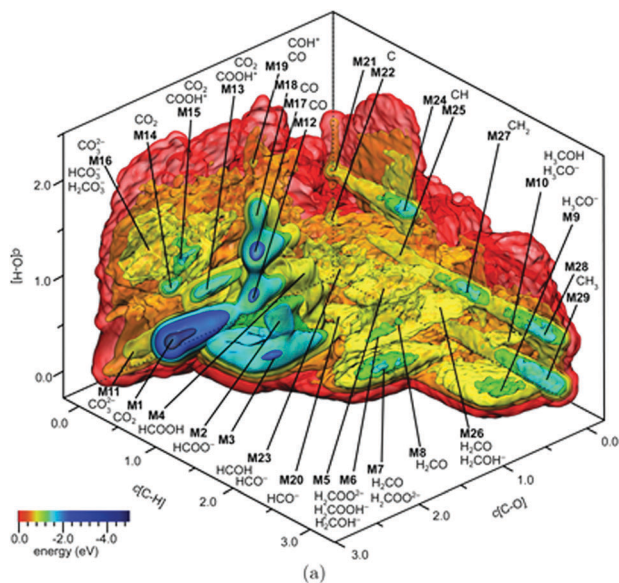 COH*
CO
M19
M21
M22
C
CO₂
COOH*
M13
M18
CO
M17
CO
M12
CO₂
COOH*
M15
CO₂
M14
CO₃²⁻
M16
HCO₃⁻
H₂CO₃⁻
M24
CH
M25
M27
CH₂
H₃COH
H₃CO⁻
M10
H₃CO⁻
M9
M28
CH₃
M29
c[O-H]
2.0
1.0
0.0
M11
CO₃²⁻
M1
CO₂
M4
HCOOH
M2
HCOO⁻
M3
M23
HCOH
HCO⁻
M20
HCO⁻
M5
M6
H₂COO²⁻
H₂COOH⁻
H₂COH⁻
M7
H₂CO
H₂COO²⁻
M8
H₂CO
M26
H₂CO
H₂COH⁻
0.0
1.0
2.0
3.0
c[C-H]
0.0
1.0
2.0
3.0
c[C-O]
0.0 -2.0 -4.0
energy (eV)
(a)